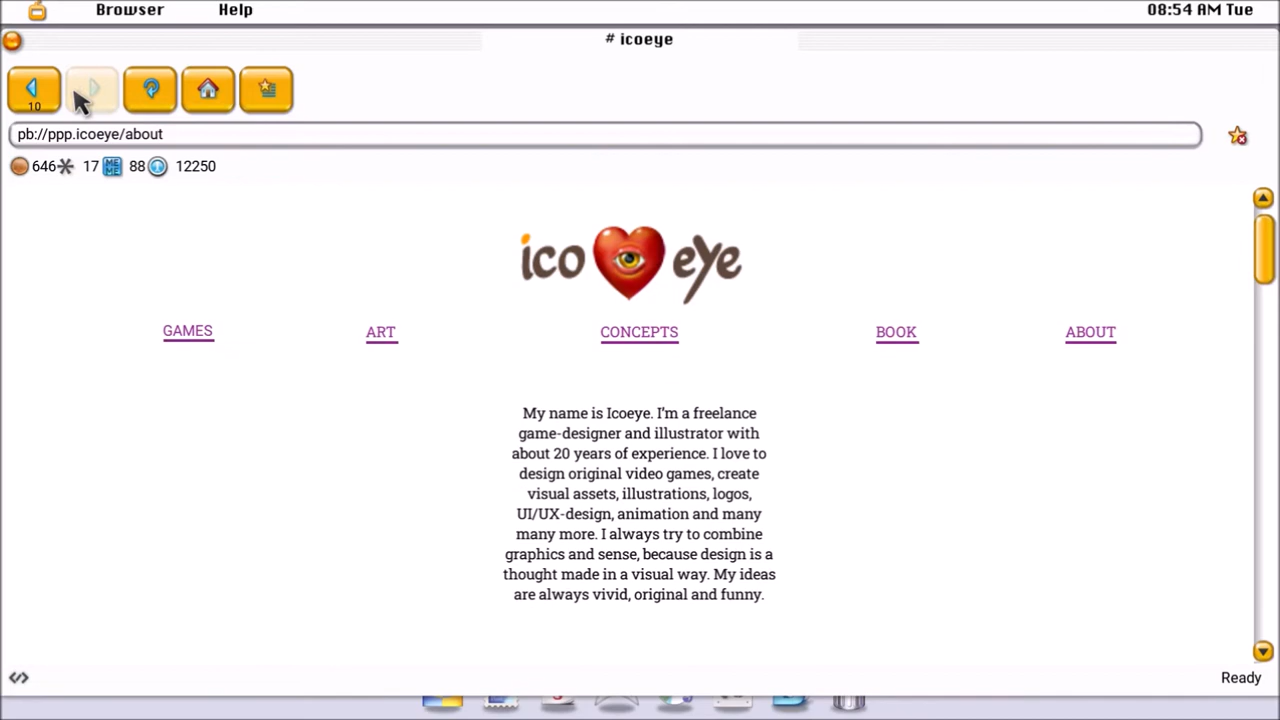 Browser Help 08:54 AM Tue
# icoeye
10
pb://ppp.icoeye/about
646 17 MEME 88 12250
ico eye
GAMES ART CONCEPTS BOOK ABOUT
My name is Icoeye. I'm a freelance
game-designer and illustrator with
about 20 years of experience. I love to
design original video games, create
visual assets, illustrations, logos,
UI/UX-design, animation and many
many more. I always try to combine
graphics and sense, because design is a
thought made in a visual way. My ideas
are always vivid, original and funny.
Ready